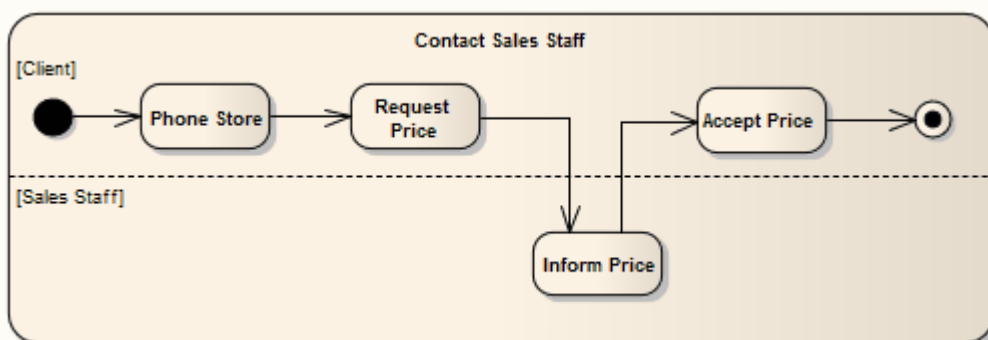 Contact Sales Staff
[Client]
Phone Store
Request
Price
Accept Price
[Sales Staff]
Inform Price